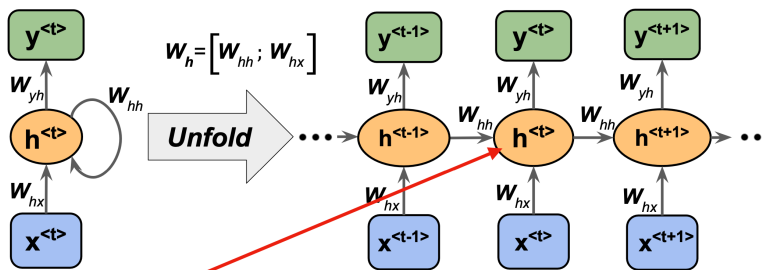 y<t>
W_yh
W_hh
h<t>
W_hx
x<t>
W_h=[W_hh ; W_hx]
Unfold
•••
y<t-1>
y<t>
y<t+1>
W_yh
W_yh
W_yh
h<t-1>
W_hh
h<t>
W_hh
h<t+1>
W_hh
••
W_hx
W_hx
W_hx
x<t-1>
x<t>
x<t+1>